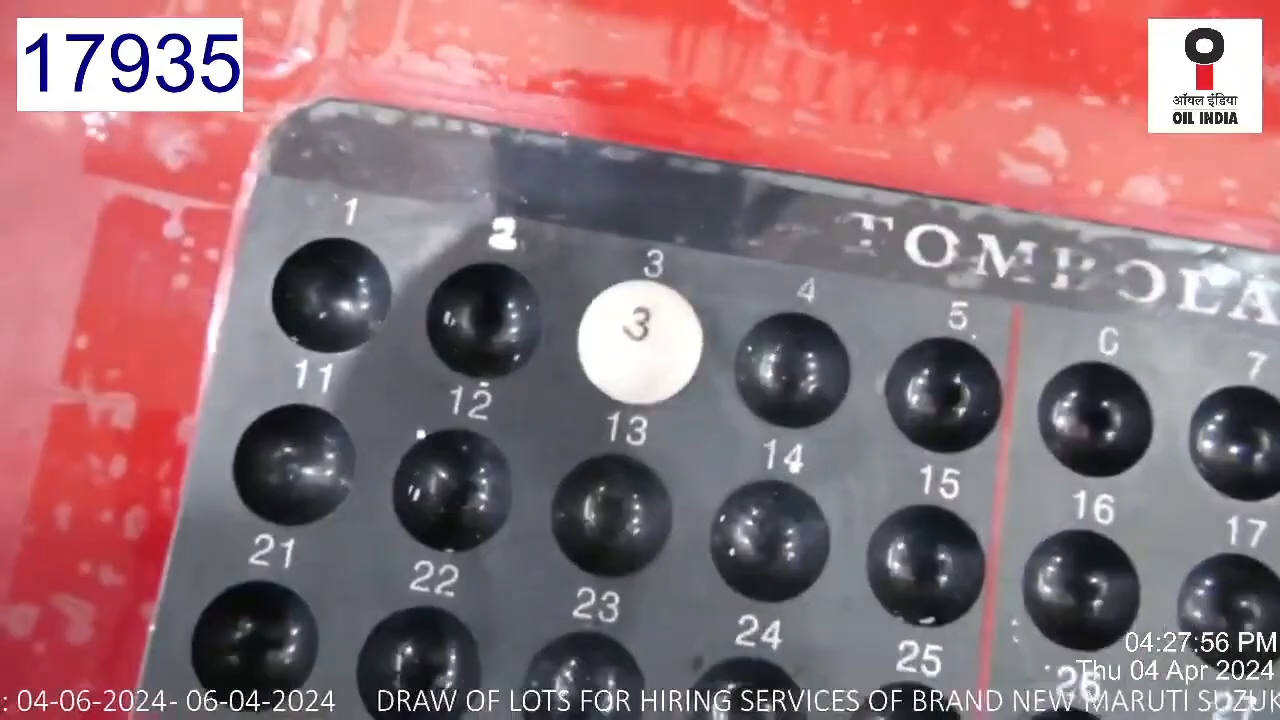 17935
ऑयल इंडिया
OIL INDIA
TOMBOLA
1 2 3 4 5 6 7
3
11 12 13 14 15 16 17
21 22 23 24 25 26
04:27:56 PM
Thu 04 Apr 2024
: 04-06-2024- 06-04-2024 DRAW OF LOTS FOR HIRING SERVICES OF BRAND NEW MARUTI SUZUK